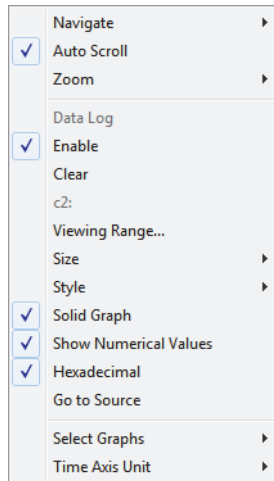 Navigate
Auto Scroll
Zoom
Data Log
Enable
Clear
c2:
Viewing Range...
Size
Style
Solid Graph
Show Numerical Values
Hexadecimal
Go to Source
Select Graphs
Time Axis Unit